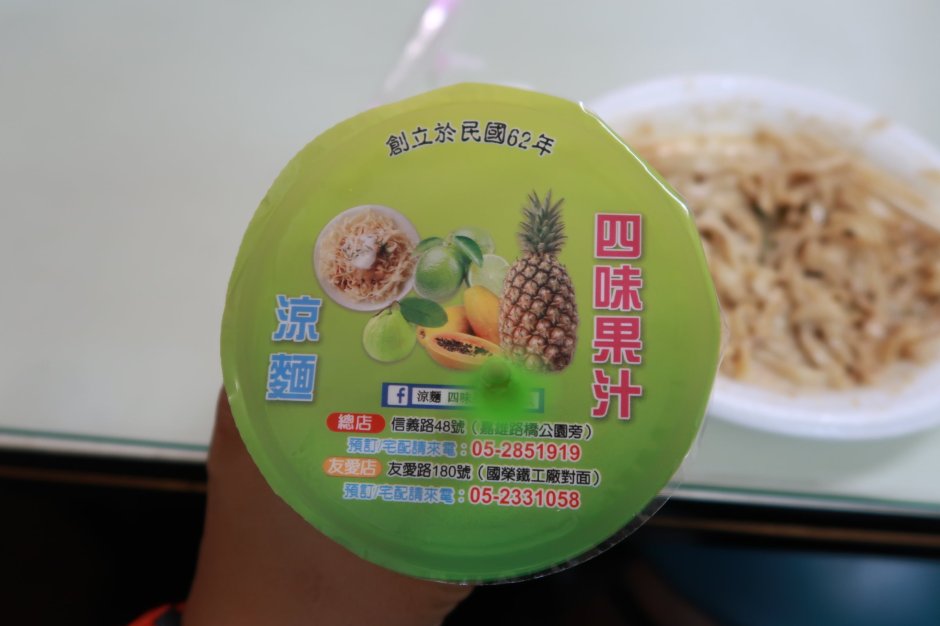 創立於民國62年
四味果汁
涼麵
f 涼麵 四味
總店 信義路48號(嘉雄路橋公園旁)
預訂/宅配請來電:05-2851919
友愛店 友愛路180號(國榮鐵工廠對面)
預訂/宅配請來電:05-2331058